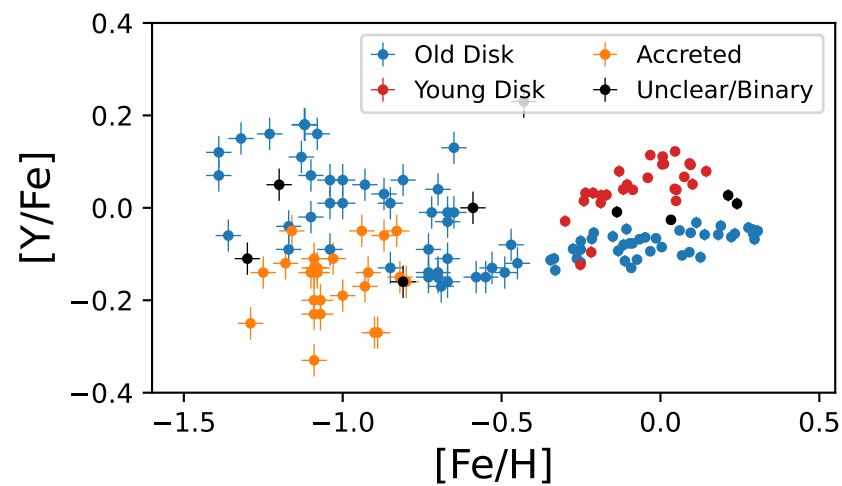 0.4
0.2
0.0
−0.2
−0.4
[Y/Fe]
Old Disk
Young Disk
Accreted
Unclear/Binary
−1.5 −1.0 −0.5 0.0 0.5
[Fe/H]